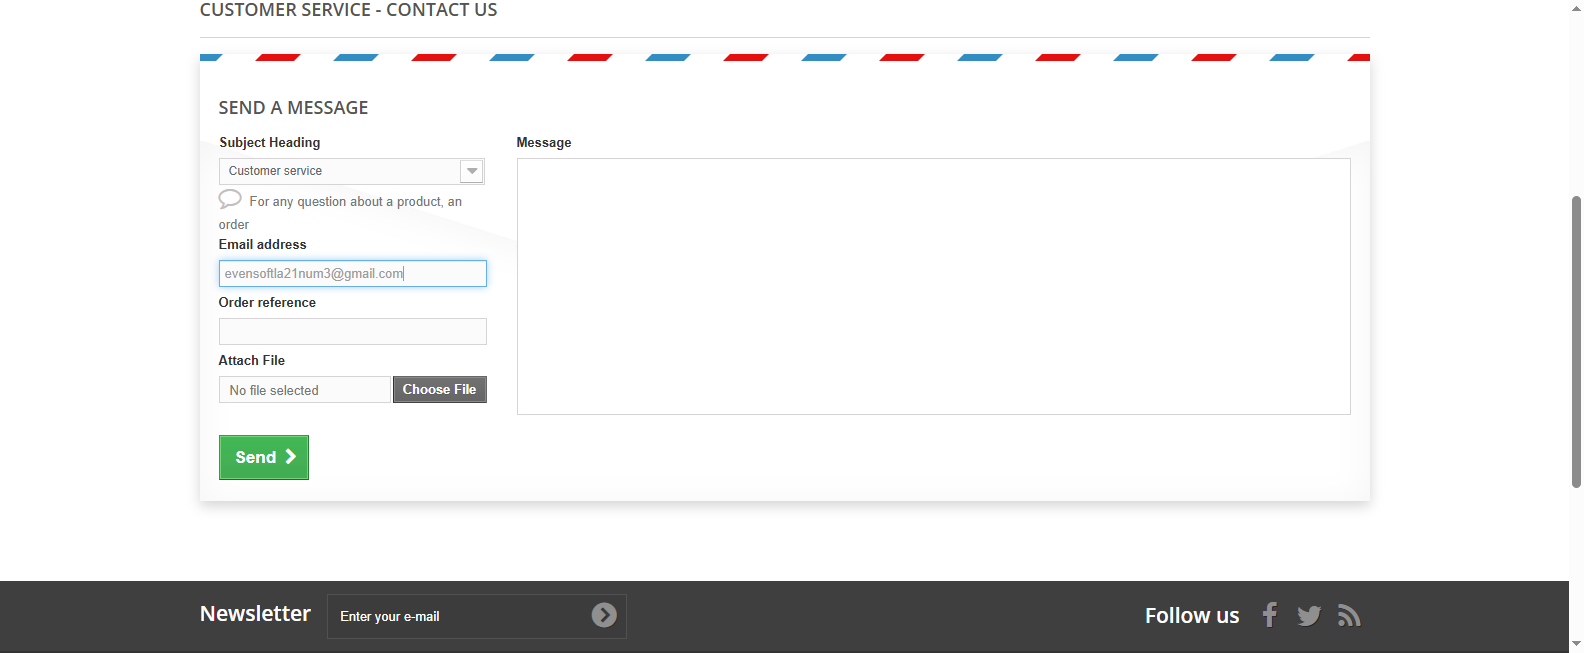 CUSTOMER SERVICE - CONTACT US
SEND A MESSAGE
Subject Heading
Customer service
For any question about a product, an
order
Email address
evensoftla21num3@gmail.com
Order reference
Attach File
No file selected
Choose File
Send
Message
Newsletter
Enter your e-mail
Follow us